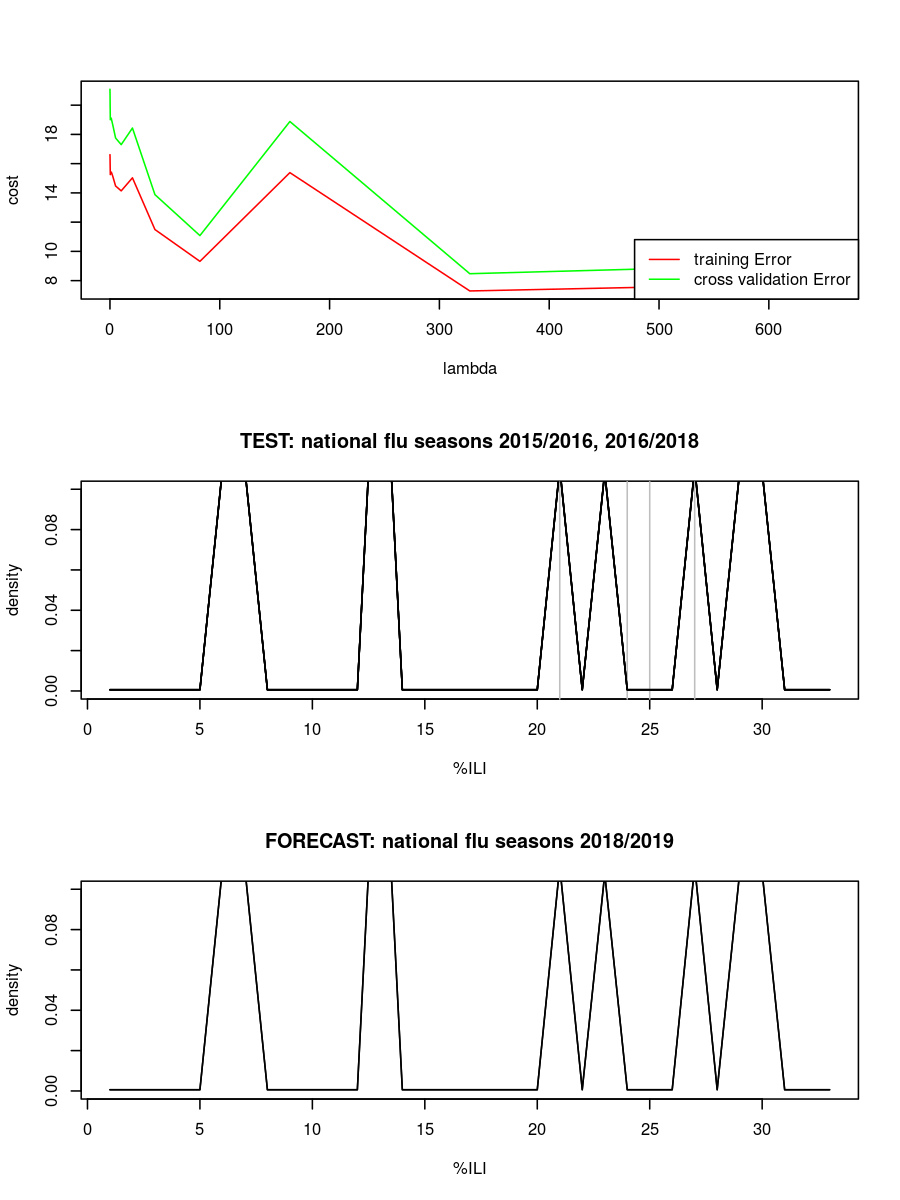 cost
8
10
14
18
training Error
cross validation Error
0 100 200 300 400 500 600
lambda
TEST: national flu seasons 2015/2016, 2016/2018
density
0.00
0.04
0.08
0 5 10 15 20 25 30
%ILI
FORECAST: national flu seasons 2018/2019
density
0.00
0.04
0.08
0 5 10 15 20 25 30
%ILI